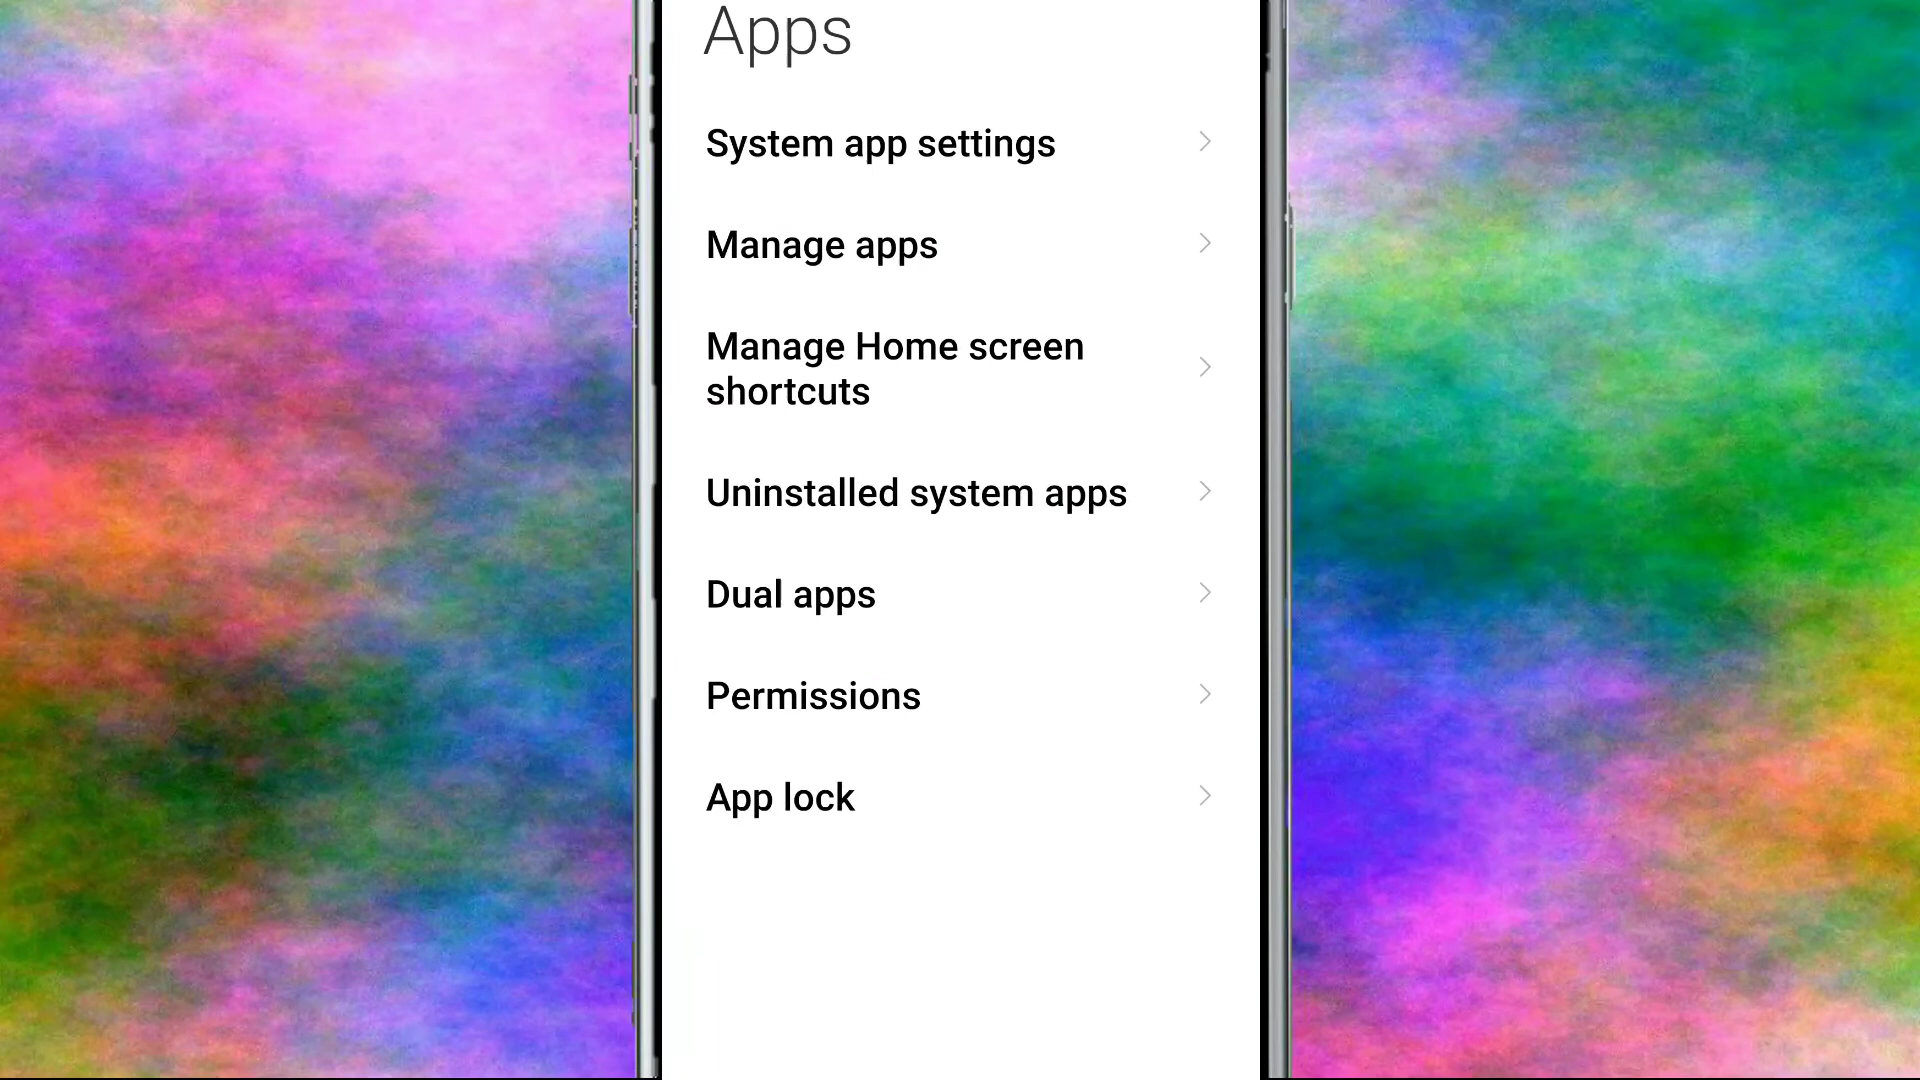 Apps
System app settings
Manage apps
Manage Home screen
shortcuts
Uninstalled system apps
Dual apps
Permissions
App lock